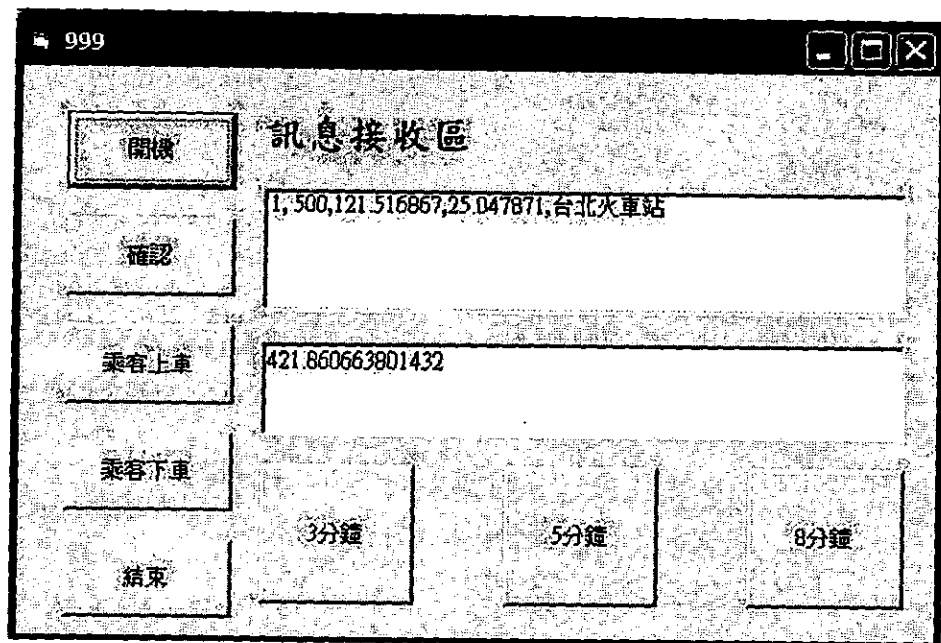 999
開機
訊息接收區
1, 500,121.516867,25.047871,台北火車站
確認
乘客上車
421.860663801432
乘客下車
3分鐘
5分鐘
8分鐘
結束